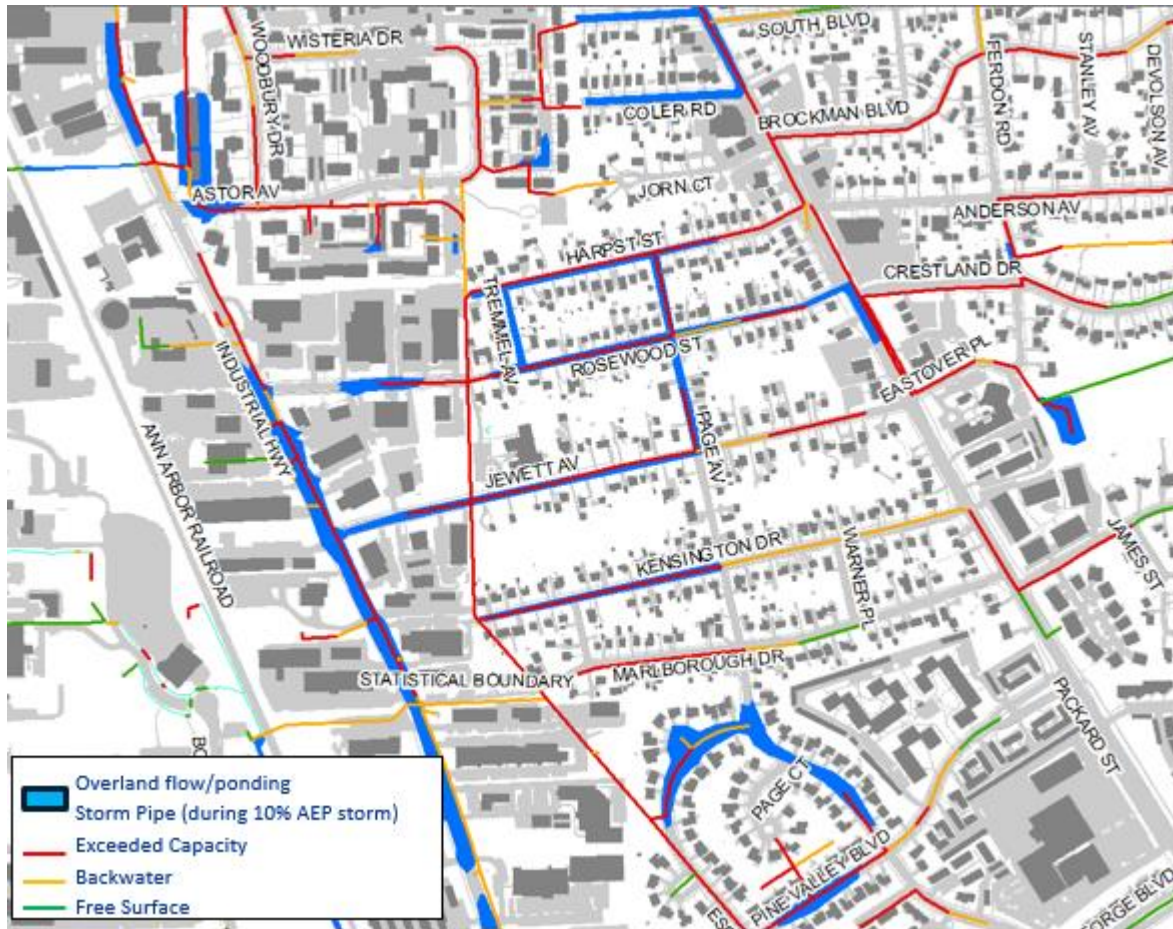 SOUTH BLVD
WISTERIA DR
WOODBURY DR
FERDON RD
STANLEY AV
DEVOLSON AV
COLER RD
BROCKMAN BLVD
ASTOR AV
JORN CT
ANDERSON AV
HARPST ST
CRESTLAND DR
TREMMEL AV
ROSEWOOD ST
INDUSTRIAL HWY
EASTOVER PL
ANN ARBOR RAILROAD
PAGE AV
JEWETT AV
KENSINGTON DR
WARNER PL
JAMES ST
MARLBOROUGH DR
STATISTICAL BOUNDARY
PACKARD ST
PAGE CT
PINE VALLEY BLVD
ORGE BLVD
Overland flow/ponding
Storm Pipe (during 10% AEP storm)
Exceeded Capacity
Backwater
Free Surface